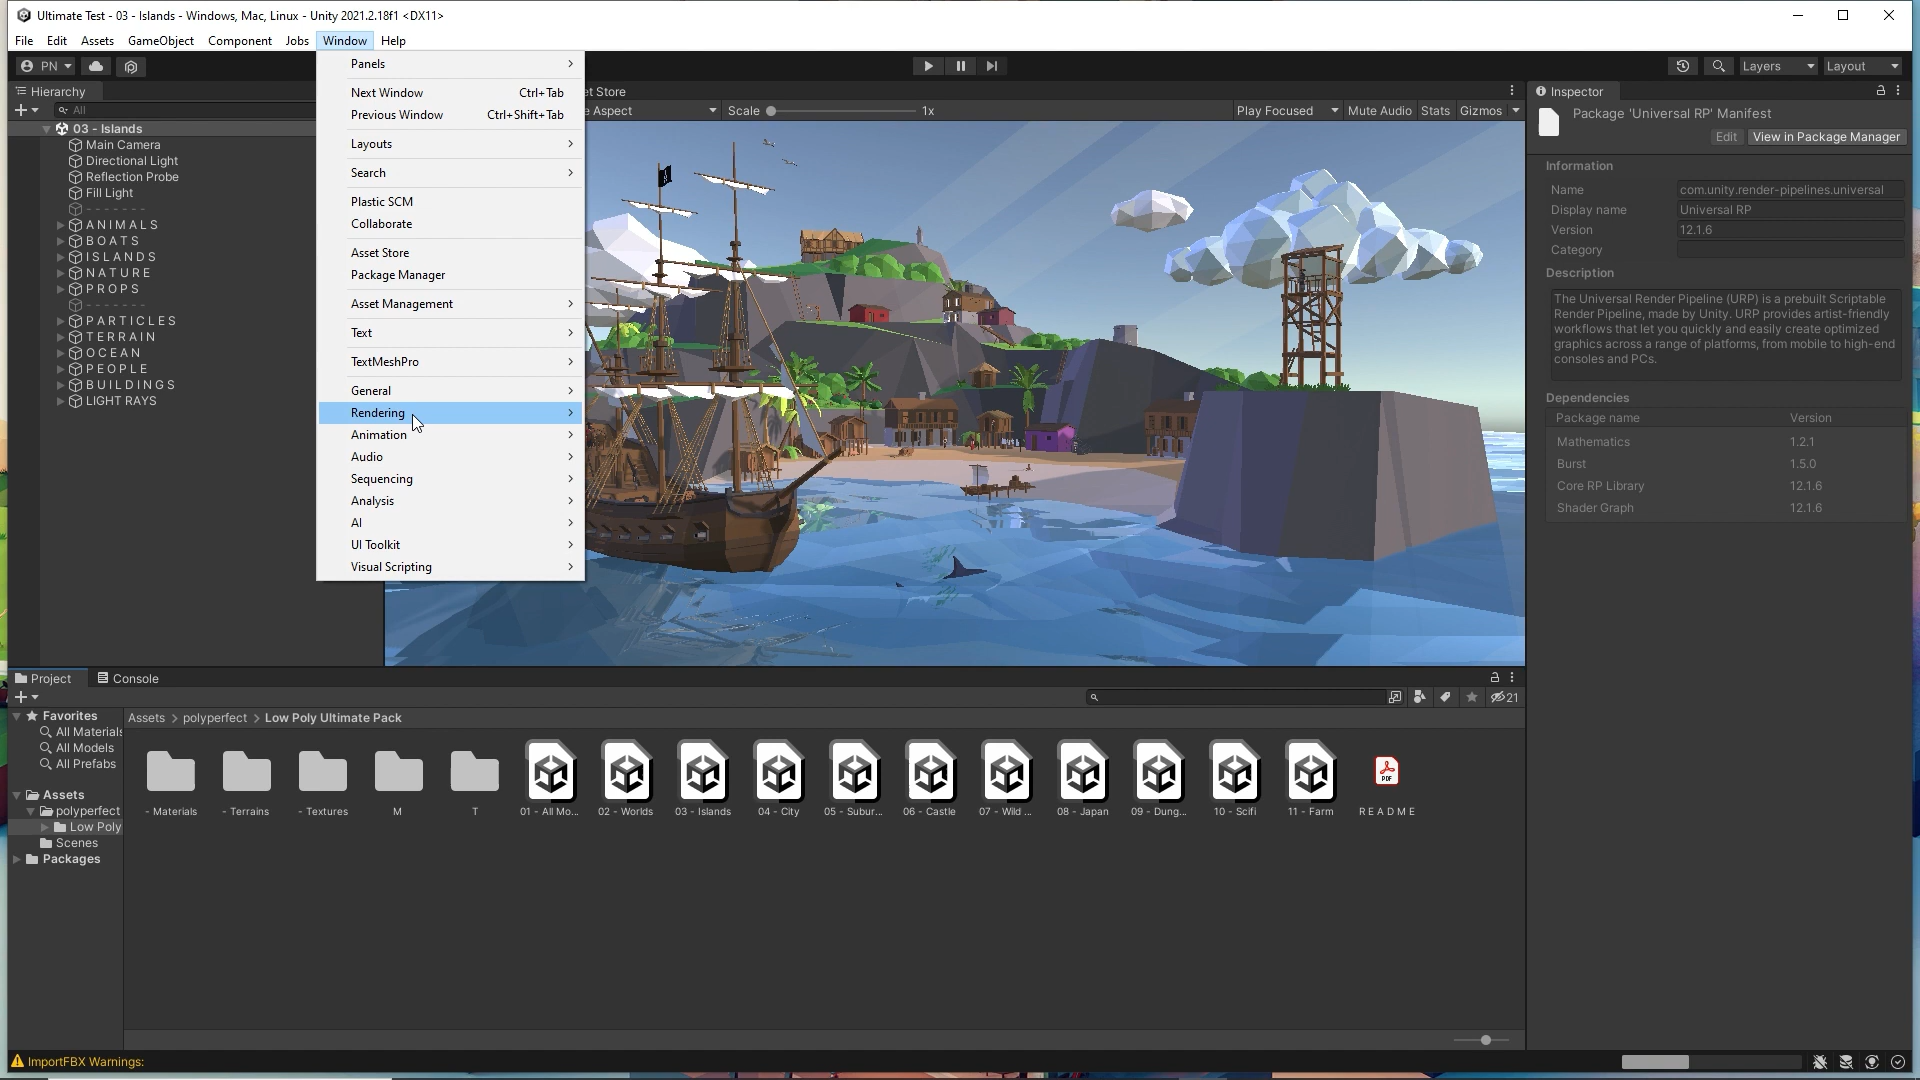 Ultimate Test - 03 - Islands - Windows, Mac, Linux - Unity 2021.2.18f1 <DX11>
File Edit Assets GameObject Component Jobs Window Help
PN
Layers
Layout
Hierarchy
All
03 - Islands
Main Camera
Directional Light
Reflection Probe
Fill Light
- - - - - - -
A N I M A L S
B O A T S
I S L A N D S
N A T U R E
P R O P S
- - - - - - -
P A R T I C L E S
T E R R A I N
O C E A N
P E O P L E
B U I L D I N G S
LIGHT RAYS
Panels
Next Window Ctrl+Tab
Previous Window Ctrl+Shift+Tab
Layouts
Search
Plastic SCM
Collaborate
Asset Store
Package Manager
Asset Management
Text
TextMeshPro
General
Rendering
Animation
Audio
Sequencing
Analysis
AI
UI Toolkit
Visual Scripting
et Store
e Aspect Scale 1x Play Focused Mute Audio Stats Gizmos
Inspector
Package 'Universal RP' Manifest
Edit View in Package Manager
Information
Name com.unity.render-pipelines.universal
Display name Universal RP
Version 12.1.6
Category
Description
The Universal Render Pipeline (URP) is a prebuilt Scriptable
Render Pipeline, made by Unity. URP provides artist-friendly
workflows that let you quickly and easily create optimized
graphics across a range of platforms, from mobile to high-end
consoles and PCs.
Dependencies
Package name Version
Mathematics 1.2.1
Burst 1.5.0
Core RP Library 12.1.6
Shader Graph 12.1.6
Project Console
21
Favorites
All Materials
All Models
All Prefabs
Assets
polyperfect
Low Poly
Scenes
Packages
Assets > polyperfect > Low Poly Ultimate Pack
- Materials - Terrains - Textures M T 01 - All Mo... 02 - Worlds 03 - Islands 04 - City 05 - Subur... 06 - Castle 07 - Wild ... 08 - Japan 09 - Dung... 10 - Scifi 11 - Farm R E A D M E
PDF
ImportFBX Warnings: